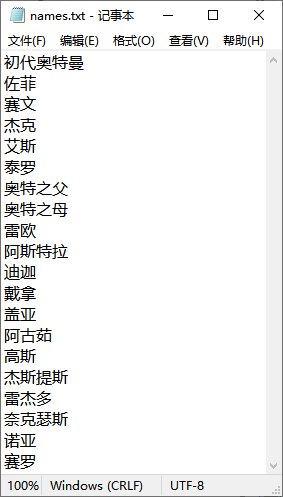 names.txt - 记事本
文件(F) 编辑(E) 格式(O) 查看(V) 帮助(H)
初代奥特曼
佐菲
赛文
杰克
艾斯
泰罗
奥特之父
奥特之母
雷欧
阿斯特拉
迪迦
戴拿
盖亚
阿古茹
高斯
杰斯提斯
雷杰多
奈克瑟斯
诺亚
赛罗
100% Windows (CRLF) UTF-8